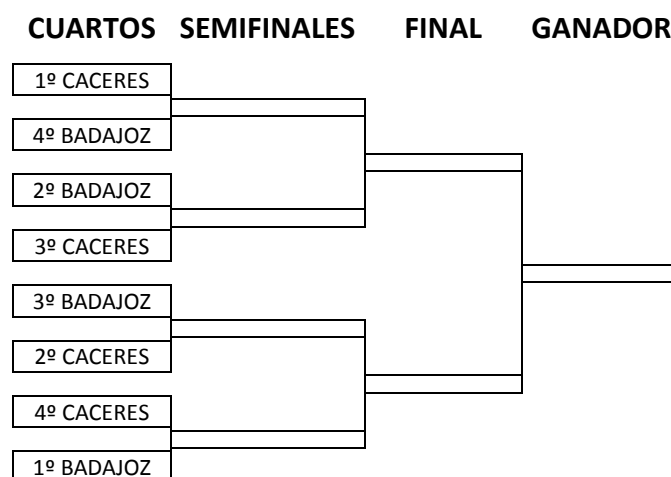 CUARTOS SEMIFINALES FINAL GANADOR
1º CACERES
4º BADAJOZ
2º BADAJOZ
3º CACERES
3º BADAJOZ
2º CACERES
4º CACERES
1º BADAJOZ